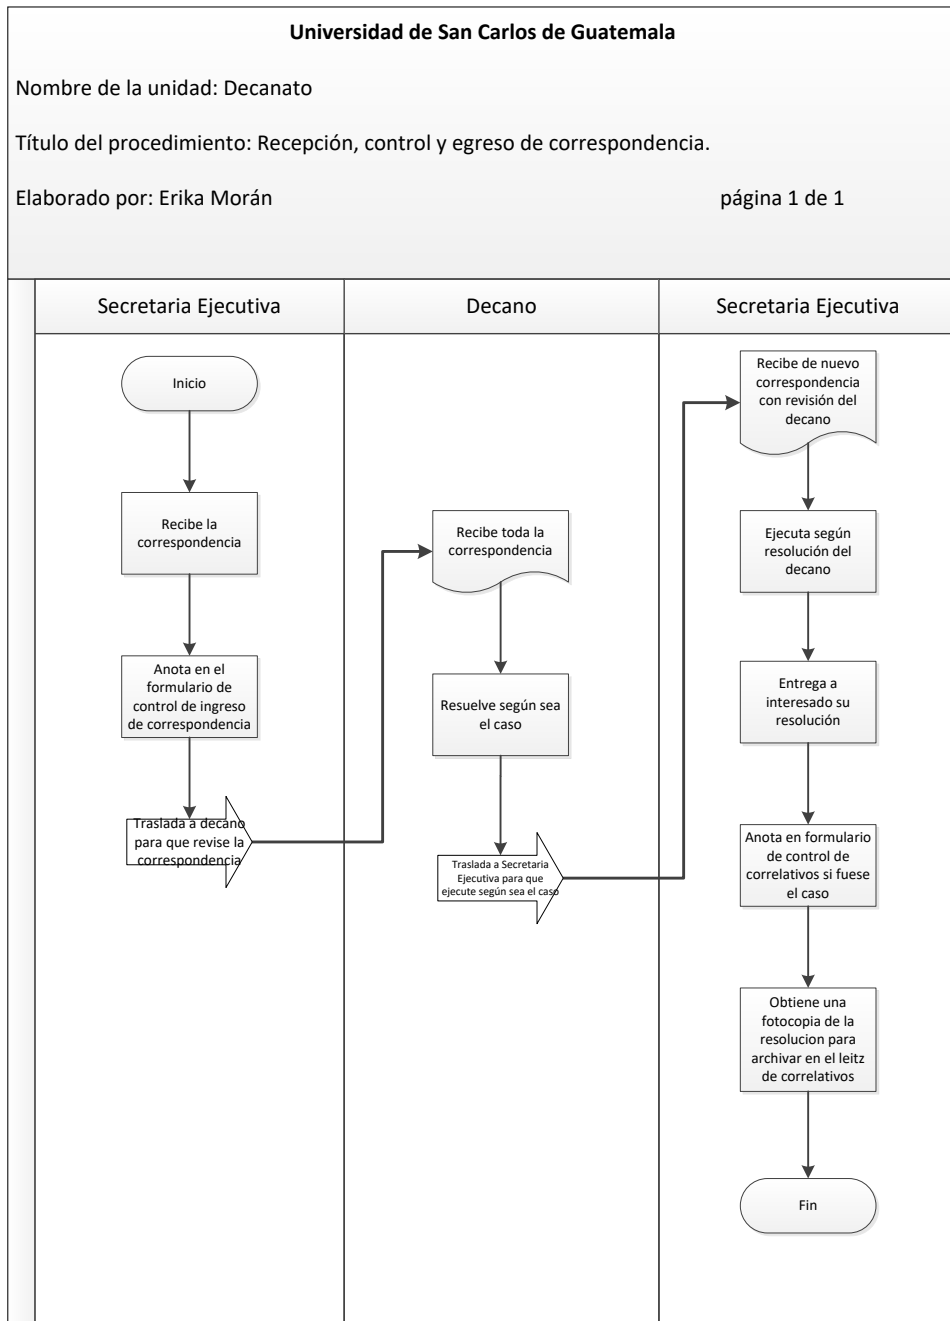 Universidad de San Carlos de Guatemala
Nombre de la unidad: Decanato
Título del procedimiento: Recepción, control y egreso de correspondencia.
Elaborado por: Erika Morán página 1 de 1
Secretaria Ejecutiva
Decano
Secretaria Ejecutiva
Inicio
Recibe la
correspondencia
Anota en el
formulario de
control de ingreso
de correspondencia
Traslada a decano
para que revise la
correspondencia
Recibe toda la
correspondencia
Resuelve según sea
el caso
Traslada a Secretaria
Ejecutiva para que
ejecute según sea el caso
Recibe de nuevo
correspondencia
con revisión del
decano
Ejecuta según
resolución del
decano
Entrega a
interesado su
resolución
Anota en formulario
de control de
correlativos si fuese
el caso
Obtiene una
fotocopia de la
resolucion para
archivar en el leitz
de correlativos
Fin